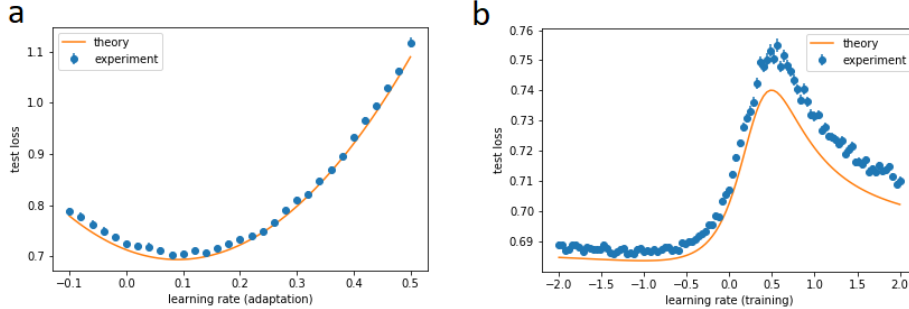 a
theory
experiment
test loss
1.1
1.0
0.9
0.8
0.7
−0.1 0.0 0.1 0.2 0.3 0.4 0.5
learning rate (adaptation)
b
theory
experiment
test loss
0.76
0.75
0.74
0.73
0.72
0.71
0.70
0.69
−2.0 −1.5 −1.0 −0.5 0.0 0.5 1.0 1.5 2.0
learning rate (training)